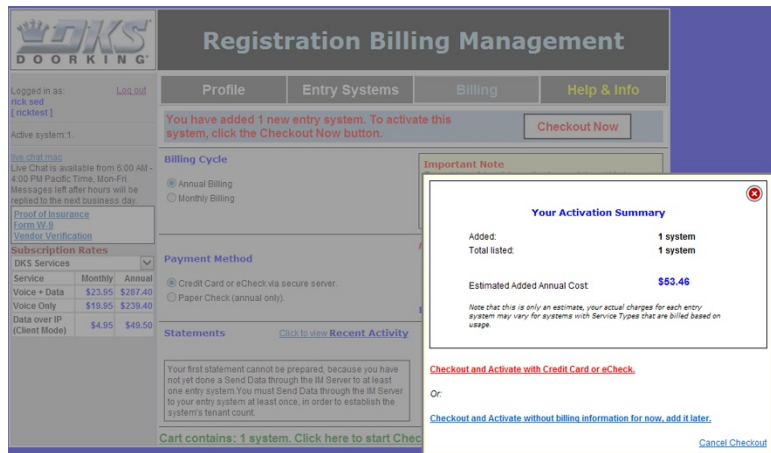 DKS
DOORKING
Registration Billing Management
Logged in as: Log out
rick sed
[ ricktest ]
Active system:1.
live chat mac
Live Chat is available from 6:00 AM -
4:00 PM Pacific Time, Mon-Fri.
Messages left after hours will be
replied to the next business day.
Proof of Insurance
Form W-9
Vendor Verification
Subscription Rates
DKS Services
Service Monthly Annual
Voice + Data $23.95 $287.40
Voice Only $19.95 $239.40
Data over IP
(Client Mode) $4.95 $49.50
Profile Entry Systems Billing Help & Info
You have added 1 new entry system. To activate this
system, click the Checkout Now button.
Checkout Now
Billing Cycle
Annual Billing
Monthly Billing
Important Note
Payment Method
Credit Card or eCheck via secure server.
Paper Check (annual only).
Statements Click to view Recent Activity
Your first statement cannot be prepared, because you have
not yet done a Send Data through the IM Server to at least
one entry system.You must Send Data through the IM Server
to your entry system at least once, in order to establish the
system's tenant count.
Cart contains: 1 system. Click here to start Chec
Your Activation Summary
Added: 1 system
Total listed: 1 system
Estimated Added Annual Cost: $53.46
Note that this is only an estimate, your actual charges for each entry
system may vary for systems with Service Types that are billed based on
usage.
Checkout and Activate with Credit Card or eCheck.
Or:
Checkout and Activate without billing information for now, add it later.
Cancel Checkout